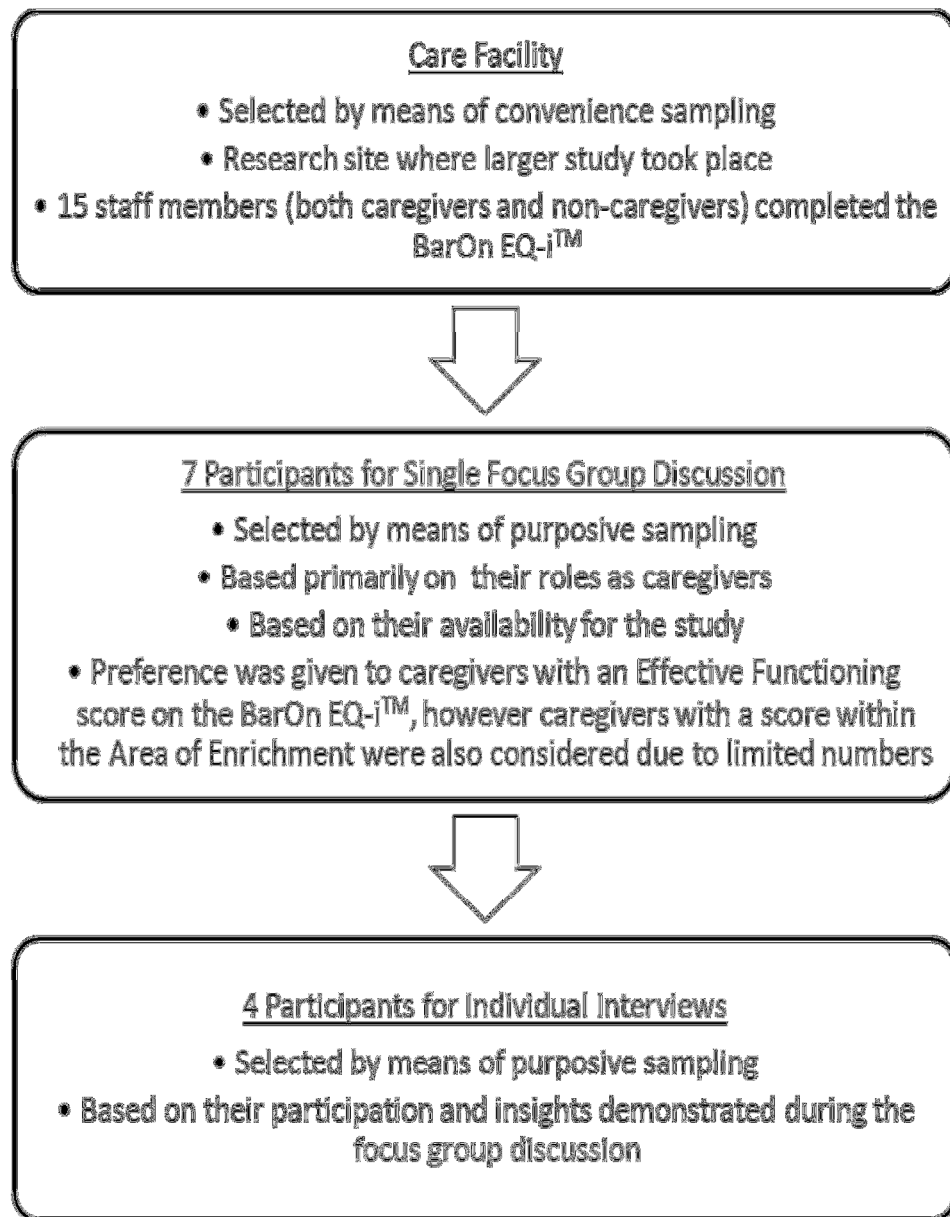 Care Facility
• Selected by means of convenience sampling
• Research site where larger study took place
• 15 staff members (both caregivers and non-caregivers) completed the
BarOn EQ-i™
7 Participants for Single Focus Group Discussion
• Selected by means of purposive sampling
• Based primarily on their roles as caregivers
• Based on their availability for the study
• Preference was given to caregivers with an Effective Functioning
score on the BarOn EQ-i™, however caregivers with a score within
the Area of Enrichment were also considered due to limited numbers
4 Participants for Individual Interviews
• Selected by means of purposive sampling
• Based on their participation and insights demonstrated during the
focus group discussion